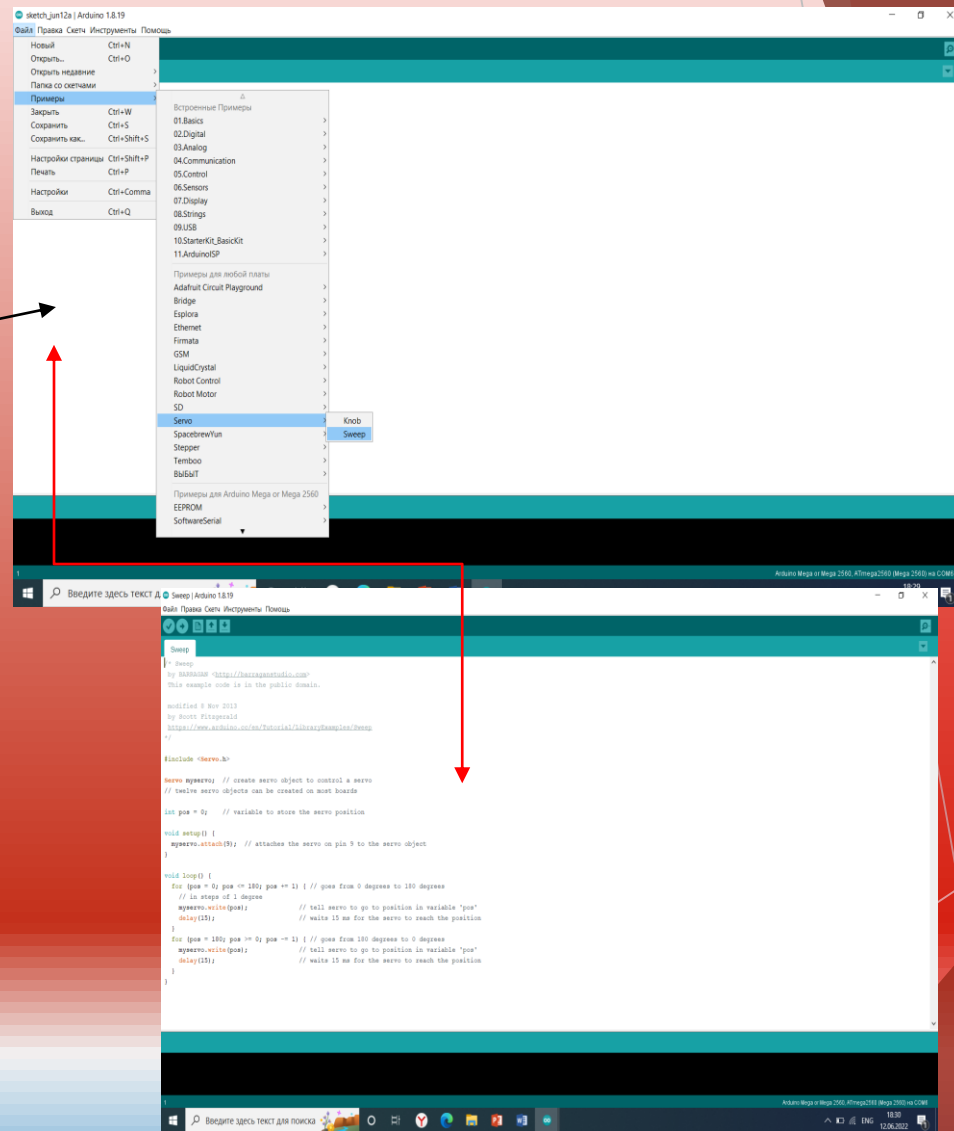 sketch_jun12a | Arduino 1.8.19
Файл Правка Скетч Инструменты Помощь
Новый Ctrl+N
Открыть... Ctrl+O
Открыть недавние
Папка со скетчами
Примеры
Закрыть Ctrl+W
Сохранить Ctrl+S
Сохранить как... Ctrl+Shift+S
Настройки страницы Ctrl+Shift+P
Печать Ctrl+P
Настройки Ctrl+Comma
Выход Ctrl+Q
Встроенные Примеры
01.Basics
02.Digital
03.Analog
04.Communication
05.Control
06.Sensors
07.Display
08.Strings
09.USB
10.StarterKit_BasicKit
11.ArduinoISP
Примеры для любой платы
Adafruit Circuit Playground
Bridge
Esplora
Ethernet
Firmata
GSM
LiquidCrystal
Robot Control
Robot Motor
SD
Servo
SpacebrewYun
Stepper
Temboo
ВЫБЫТ
Примеры для Arduino Mega or Mega 2560
EEPROM
SoftwareSerial
Knob
Sweep
1
Arduino Mega or Mega 2560, ATmega2560 (Mega 2560) на COM6
Введите здесь текст д
18:29
Sweep | Arduino 1.8.19
Файл Правка Скетч Инструменты Помощь
Sweep
/* Sweep
by BARRAGAN <http://barraganstudio.com>
This example code is in the public domain.
modified 8 Nov 2013
by Scott Fitzgerald
https://www.arduino.cc/en/Tutorial/LibraryExamples/Sweep
*/
#include <Servo.h>
Servo myservo; // create servo object to control a servo
// twelve servo objects can be created on most boards
int pos = 0; // variable to store the servo position
void setup() {
myservo.attach(9); // attaches the servo on pin 9 to the servo object
}
void loop() {
for (pos = 0; pos <= 180; pos += 1) { // goes from 0 degrees to 180 degrees
// in steps of 1 degree
myservo.write(pos); // tell servo to go to position in variable 'pos'
delay(15); // waits 15 ms for the servo to reach the position
}
for (pos = 180; pos >= 0; pos -= 1) { // goes from 180 degrees to 0 degrees
myservo.write(pos); // tell servo to go to position in variable 'pos'
delay(15); // waits 15 ms for the servo to reach the position
}
}
1
Arduino Mega or Mega 2560, ATmega2560 (Mega 2560) на COM6
Введите здесь текст для поиска
ENG
18:30
12.06.2022